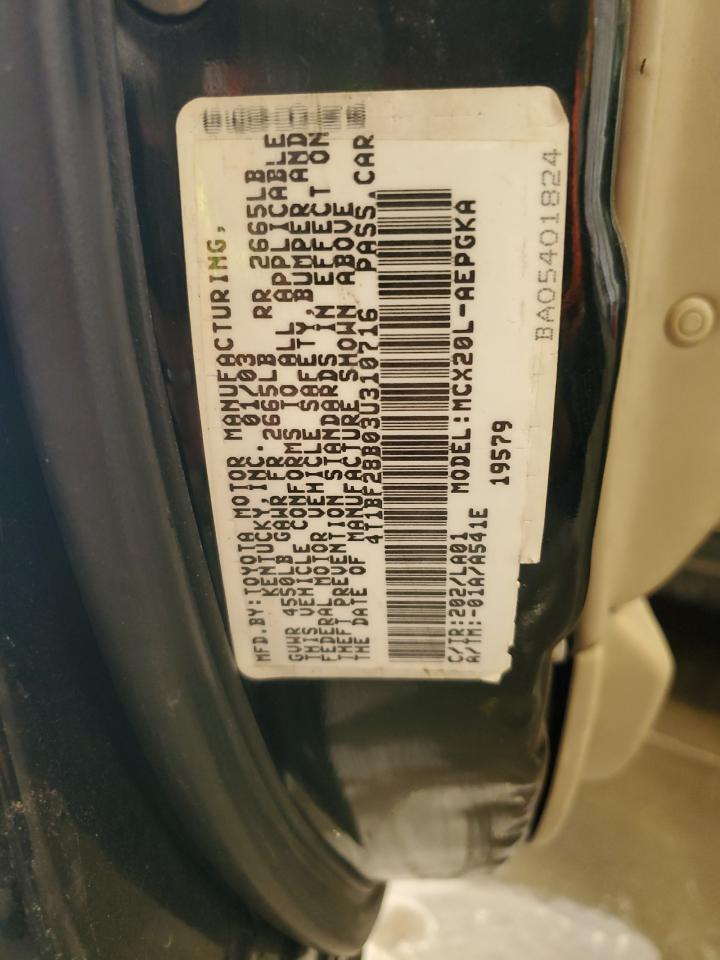 MFD.BY:TOYOTA MOTOR MANUFACTURING,
KENTUCKY,INC. 01/03
GVWR 4550LB GAWR FR 2665LB RR 2665LB
THIS VEHICLE CONFORMS TO ALL APPLICABLE
FEDERAL MOTOR VEHICLE SAFETY,BUMPER AND
THEFT PREVENTION STANDARDS IN EFFECT ON
THE DATE OF MANUFACTURE SHOWN ABOVE
4T1BF28B03U310716 PASS.CAR
C/TR:202/LA01 MODEL:MCX20L-AEPGKA
A/TM:-01A/A541E 19579
BA05401824